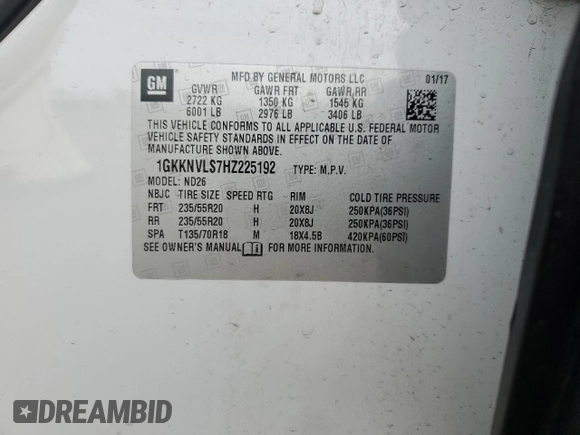 GM
MFD BY GENERAL MOTORS LLC 01/17
GVWR GAWR FRT GAWR RR
2722 KG 1350 KG 1545 KG
6001 LB 2976 LB 3406 LB
THIS VEHICLE CONFORMS TO ALL APPLICABLE U.S. FEDERAL MOTOR
VEHICLE SAFETY STANDARDS IN EFFECT ON THE DATE OF
MANUFACTURE SHOWN ABOVE.
1GKKNVLS7HZ225192 TYPE: M.P.V.
MODEL: ND26
NBJC TIRE SIZE SPEED RTG RIM COLD TIRE PRESSURE
FRT 235/55R20 H 20X8J 250KPA(36PSI)
RR 235/55R20 H 20X8J 250KPA(36PSI)
SPA T135/70R18 M 18X4.5B 420KPA(60PSI)
SEE OWNER'S MANUAL FOR MORE INFORMATION.
DREAMBID